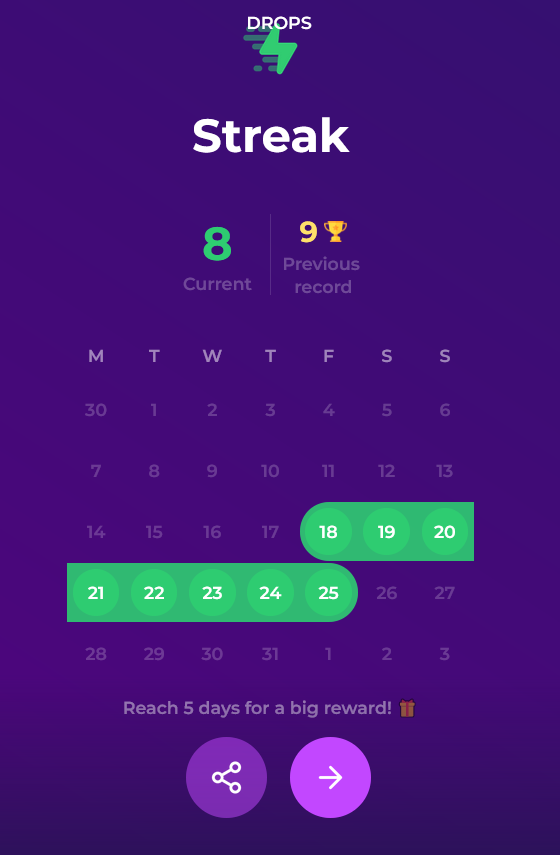 DROPS
Streak
8
Current
9
Previous
record
M T W T F S S
30 1 2 3 4 5 6
7 8 9 10 11 12 13
14 15 16 17 18 19 20
21 22 23 24 25 26 27
28 29 30 31 1 2 3
Reach 5 days for a big reward!